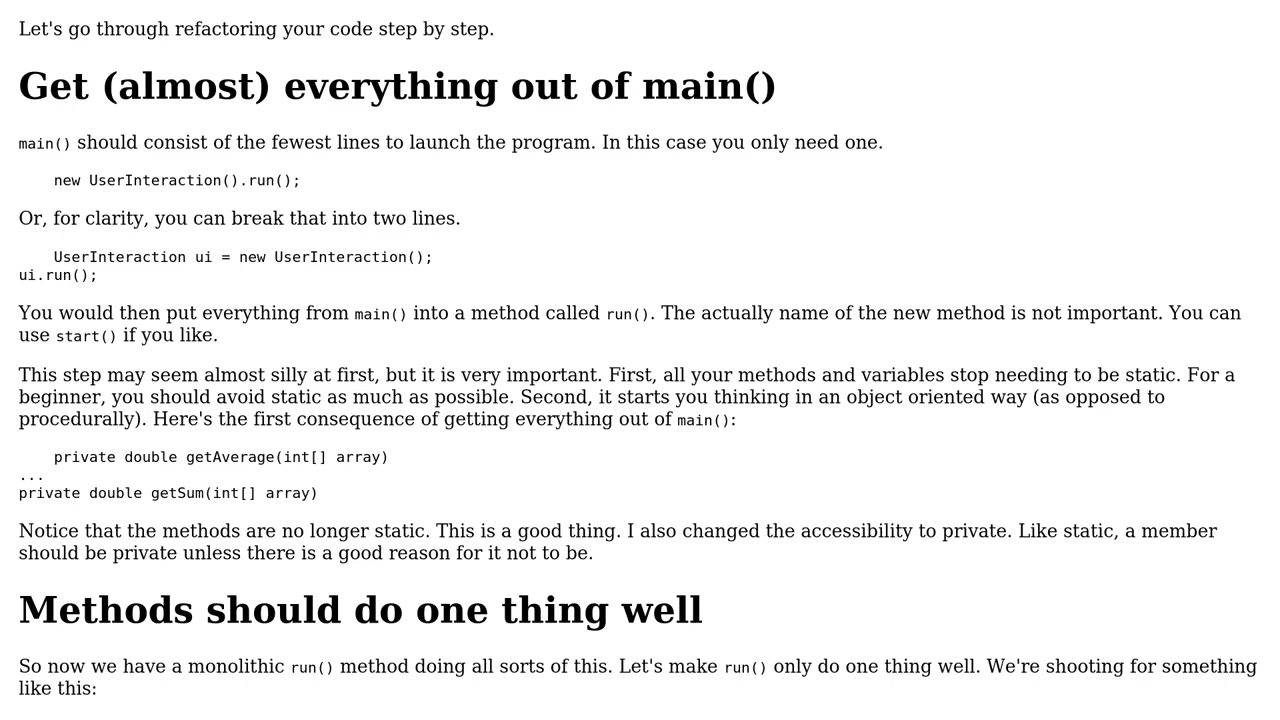 Let's go through refactoring your code step by step.
Get (almost) everything out of main()
main() should consist of the fewest lines to launch the program. In this case you only need one.
new UserInteraction().run();
Or, for clarity, you can break that into two lines.
UserInteraction ui = new UserInteraction();
ui.run();
You would then put everything from main() into a method called run(). The actually name of the new method is not important. You can
use start() if you like.
This step may seem almost silly at first, but it is very important. First, all your methods and variables stop needing to be static. For a
beginner, you should avoid static as much as possible. Second, it starts you thinking in an object oriented way (as opposed to
procedurally). Here's the first consequence of getting everything out of main():
private double getAverage(int[] array)
...
private double getSum(int[] array)
Notice that the methods are no longer static. This is a good thing. I also changed the accessibility to private. Like static, a member
should be private unless there is a good reason for it not to be.
Methods should do one thing well
So now we have a monolithic run() method doing all sorts of this. Let's make run() only do one thing well. We're shooting for something
like this: